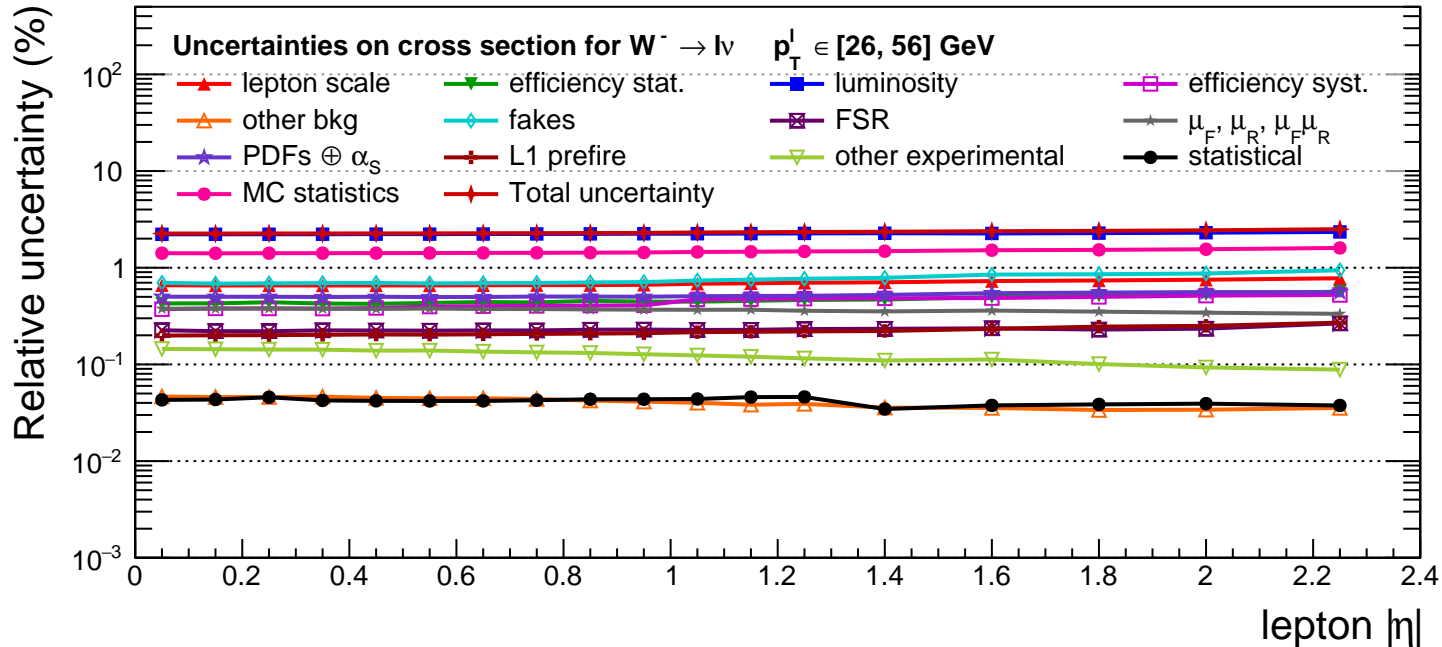 Relative uncertainty (%)
Uncertainties on cross section for W⁻ → lν p_T^l ∈ [26, 56] GeV
lepton scale efficiency stat. luminosity efficiency syst.
other bkg fakes FSR μ_F, μ_R, μ_Fμ_R
PDFs ⊕ α_S L1 prefire other experimental statistical
MC statistics Total uncertainty
10²
10
1
10⁻¹
10⁻²
10⁻³
0 0.2 0.4 0.6 0.8 1 1.2 1.4 1.6 1.8 2 2.2 2.4
lepton |η|